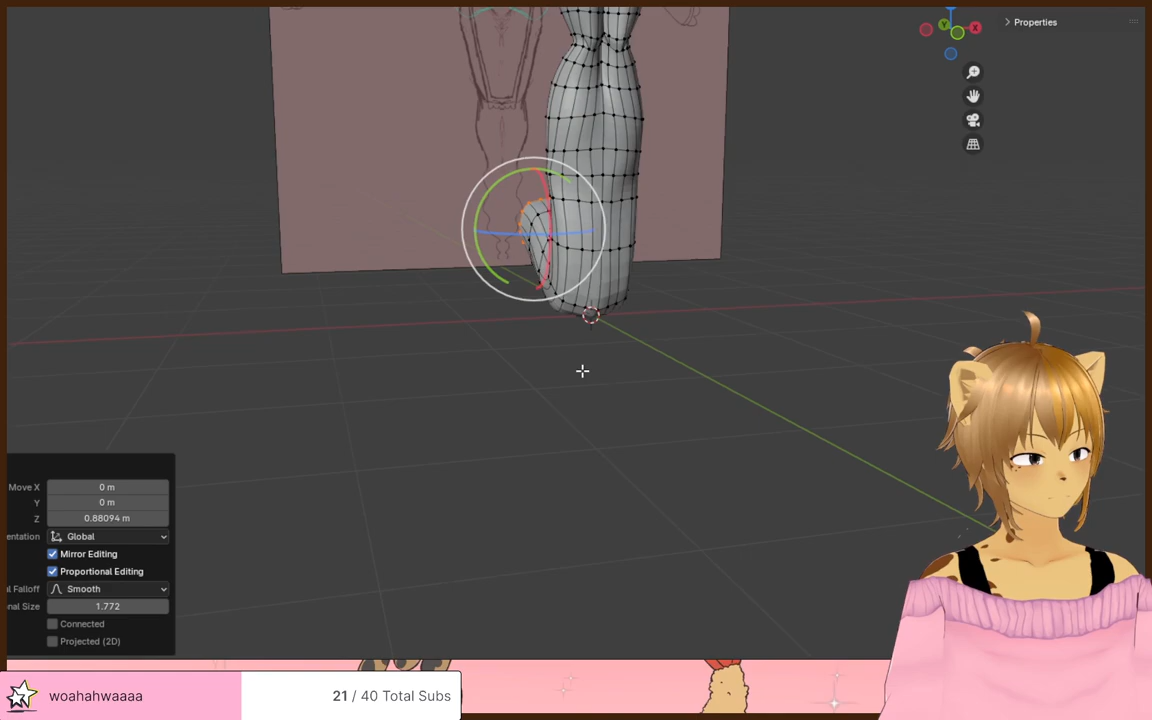 Properties
Y
X
Move X 0 m
Y 0 m
Z 0.88094 m
entation Global
Mirror Editing
Proportional Editing
al Falloff Smooth
onal Size 1.772
Connected
Projected (2D)
woahahwaaaa 21 / 40 Total Subs